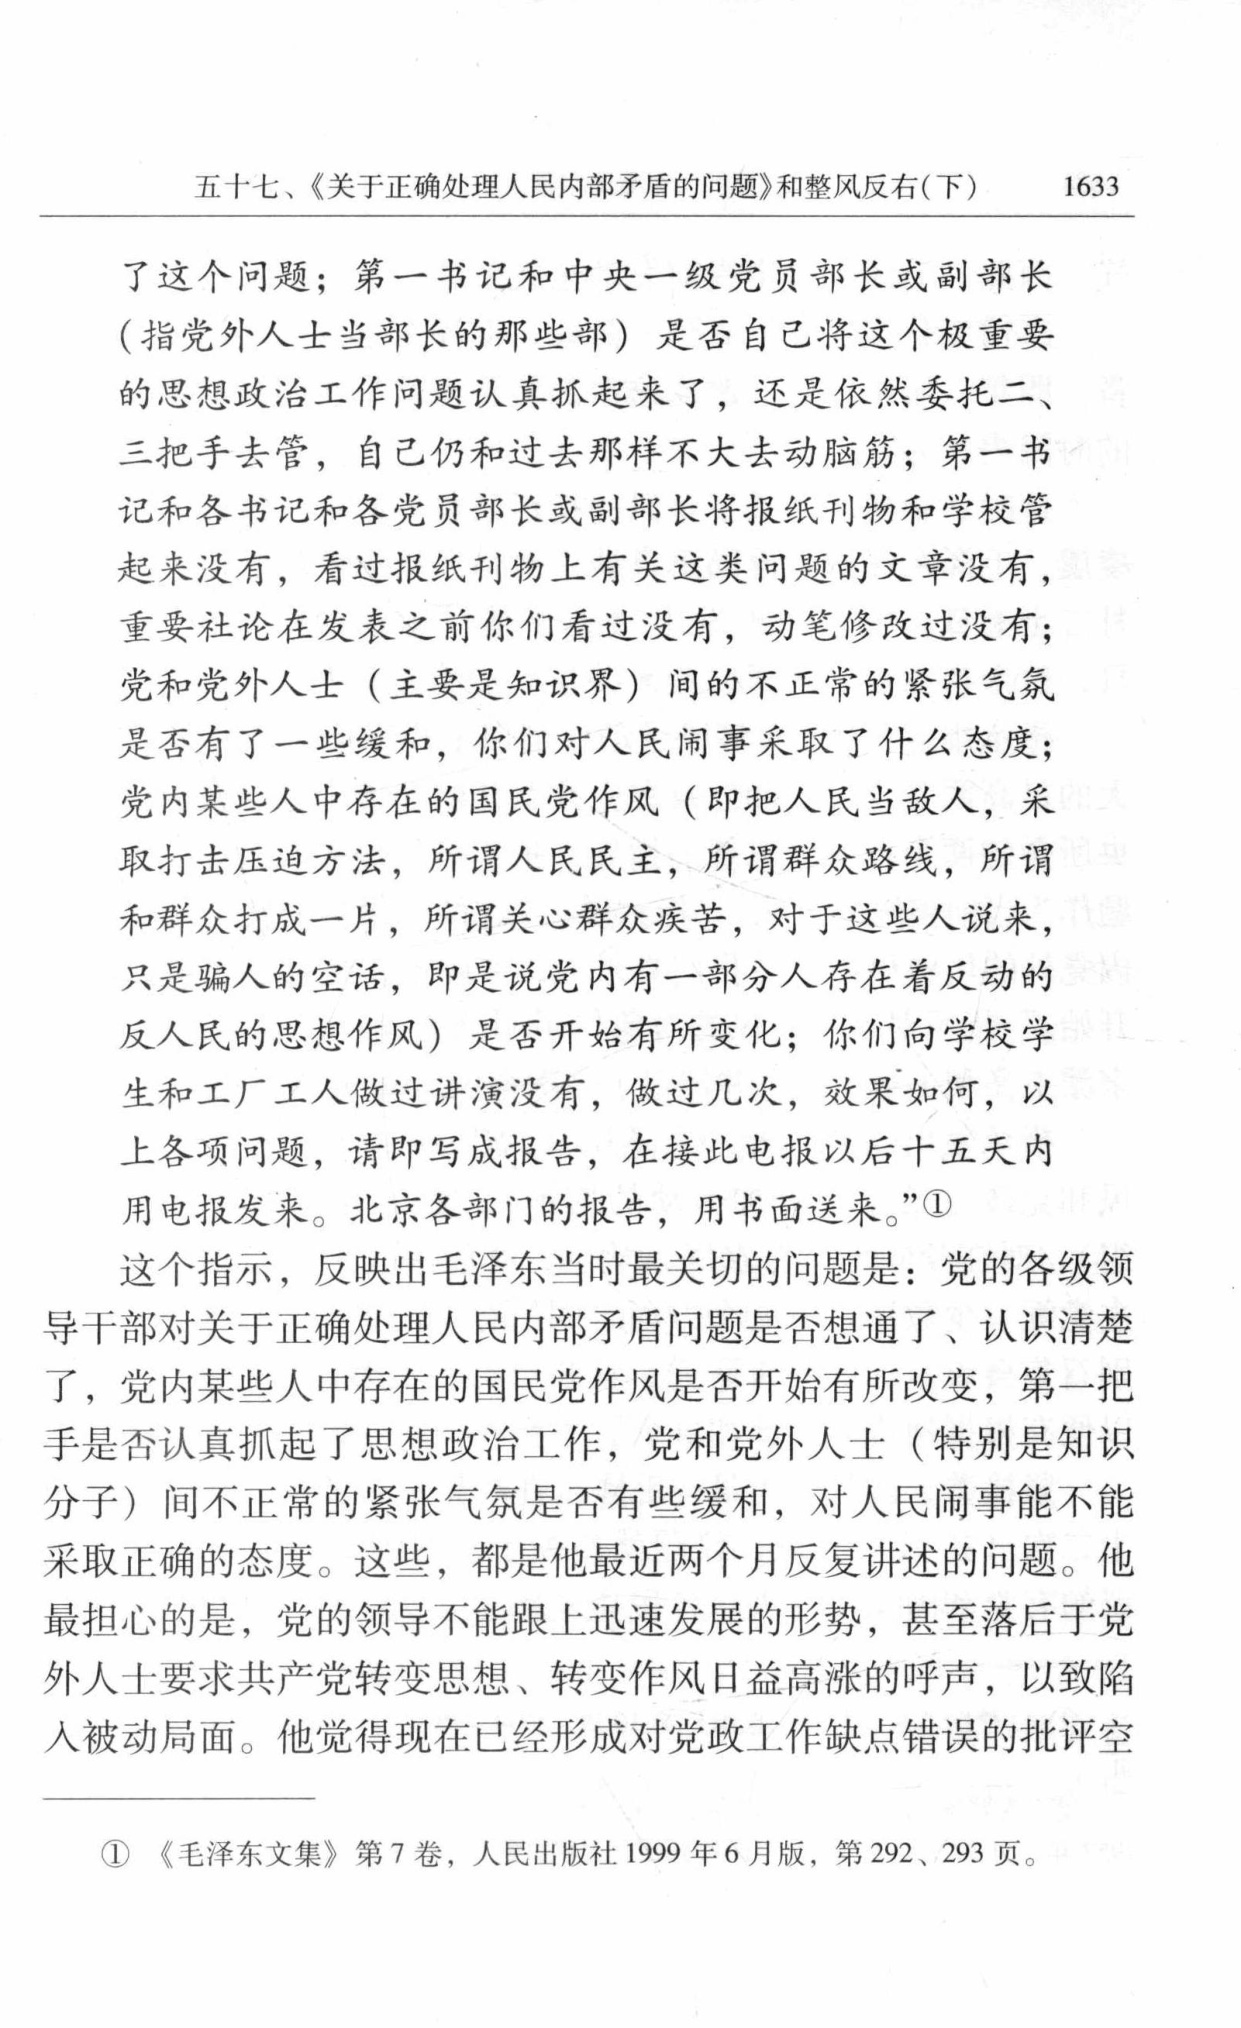 五十七、《关于正确处理人民内部矛盾的问题》和整风反右(下) 1633
了这个问题；第一书记和中央一级党员部长或副部长
（指党外人士当部长的那些部）是否自己将这个极重要
的思想政治工作问题认真抓起来了，还是依然委托二、
三把手去管，自己仍和过去那样不大去动脑筋；第一书
记和各书记和各党员部长或副部长将报纸刊物和学校管
起来没有，看过报纸刊物上有关这类问题的文章没有，
重要社论在发表之前你们看过没有，动笔修改过没有；
党和党外人士（主要是知识界）间的不正常的紧张气氛
是否有了一些缓和，你们对人民闹事采取了什么态度；
党内某些人中存在的国民党作风（即把人民当敌人，采
取打击压迫方法，所谓人民民主，所谓群众路线，所谓
和群众打成一片，所谓关心群众疾苦，对于这些人说来，
只是骗人的空话，即是说党内有一部分人存在着反动的
反人民的思想作风）是否开始有所变化；你们向学校学
生和工厂工人做过讲演没有，做过几次，效果如何，以
上各项问题，请即写成报告，在接此电报以后十五天内
用电报发来。北京各部门的报告，用书面送来。”①
这个指示，反映出毛泽东当时最关切的问题是：党的各级领
导干部对关于正确处理人民内部矛盾问题是否想通了、认识清楚
了，党内某些人中存在的国民党作风是否开始有所改变，第一把
手是否认真抓起了思想政治工作，党和党外人士（特别是知识
分子）间不正常的紧张气氛是否有些缓和，对人民闹事能不能
采取正确的态度。这些，都是他最近两个月反复讲述的问题。他
最担心的是，党的领导不能跟上迅速发展的形势，甚至落后于党
外人士要求共产党转变思想、转变作风日益高涨的呼声，以致陷
入被动局面。他觉得现在已经形成对党政工作缺点错误的批评空
① 《毛泽东文集》第7卷，人民出版社1999年6月版，第292、293页。